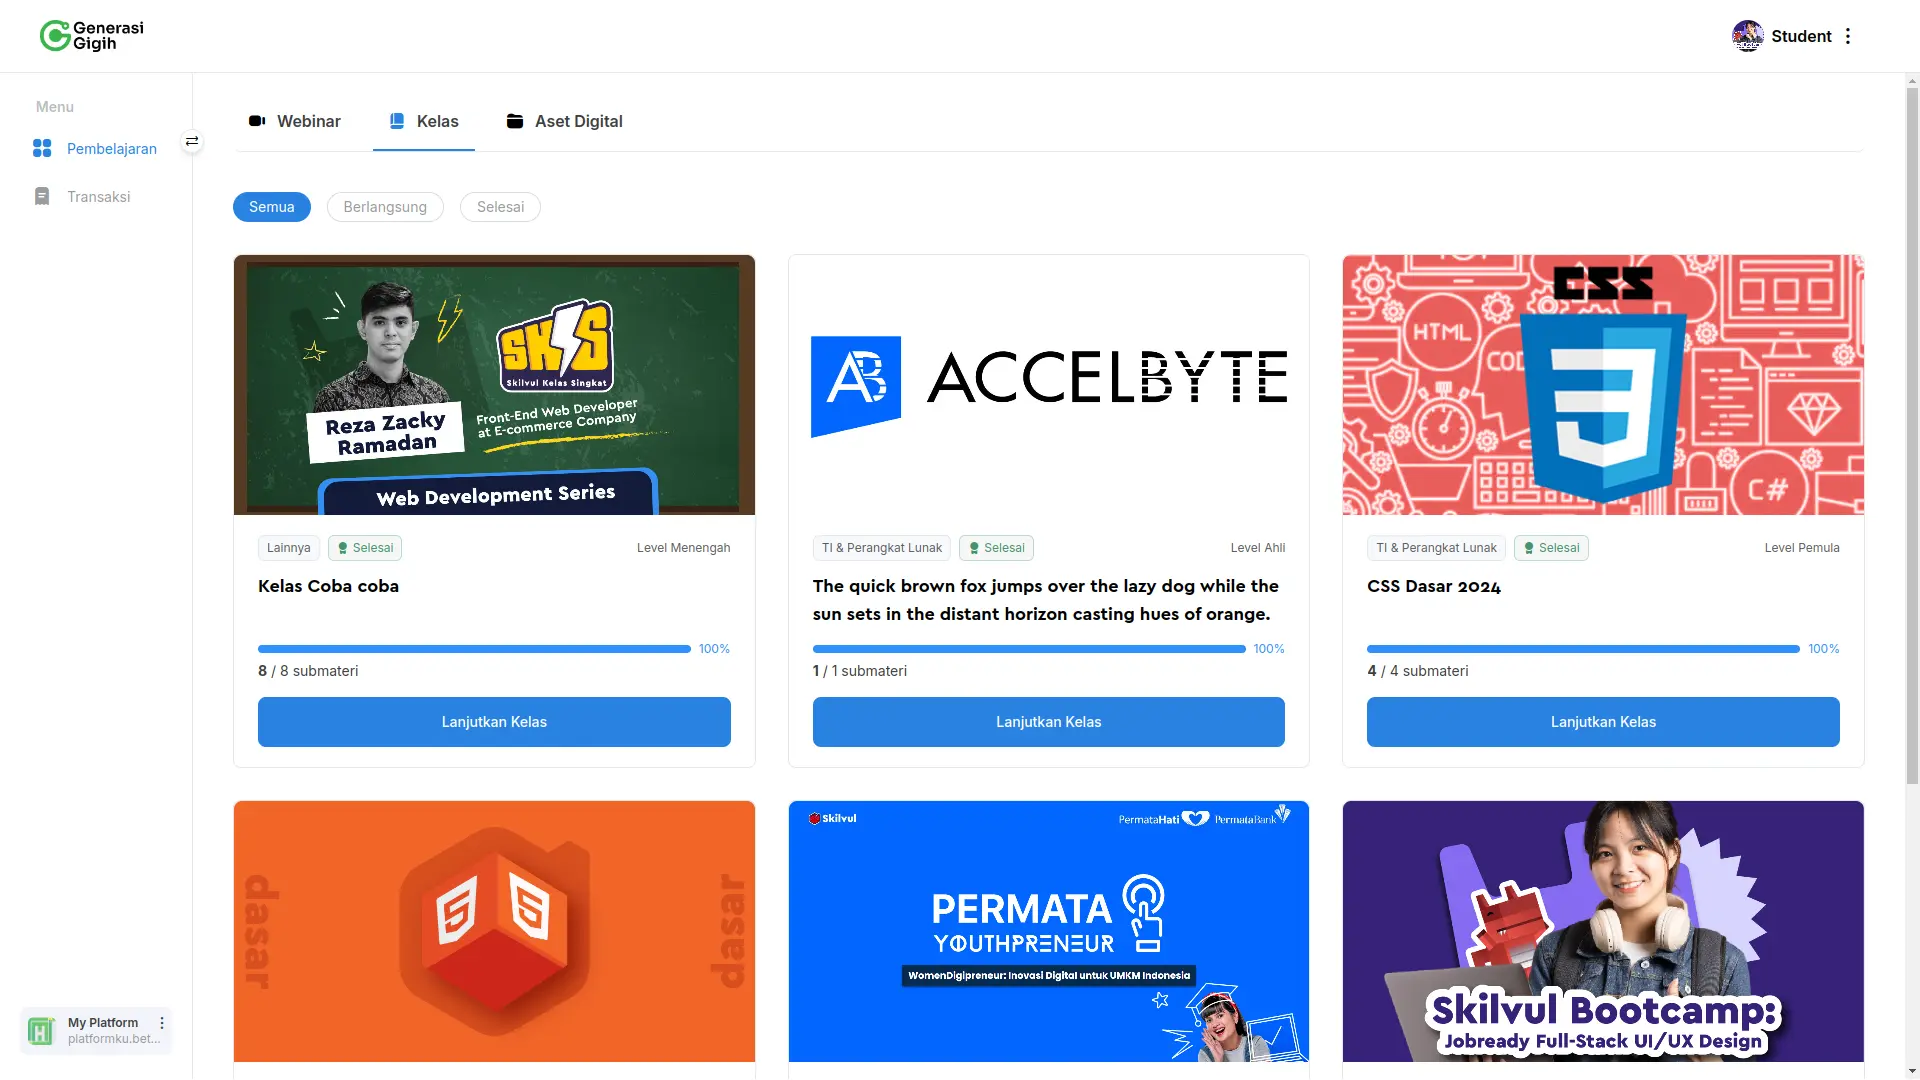 Generasi
Gigih
Student
Menu
Pembelajaran
Transaksi
Webinar
Kelas
Aset Digital
Semua
Berlangsung
Selesai
SKS
Skilvul Kelas Singkat
Reza Zacky
Ramadan
Front-End Web Developer
at E-commerce Company
Web Development Series
Lainnya
Selesai
Level Menengah
Kelas Coba coba
100%
8 / 8 submateri
Lanjutkan Kelas
AB ACCELBYTE
TI & Perangkat Lunak
Selesai
Level Ahli
The quick brown fox jumps over the lazy dog while the
sun sets in the distant horizon casting hues of orange.
100%
1 / 1 submateri
Lanjutkan Kelas
CSS
HTML
COD
C#
3
TI & Perangkat Lunak
Selesai
Level Pemula
CSS Dasar 2024
100%
4 / 4 submateri
Lanjutkan Kelas
dasar
5
5
dasar
Skilvul
PermataHati
PermataBank
PERMATA
YOUTHPRENEUR
WomenDigipreneur: Inovasi Digital untuk UMKM Indonesia
Skilvul Bootcamp:
Jobready Full-Stack UI/UX Design
My Platform
platformku.bet...